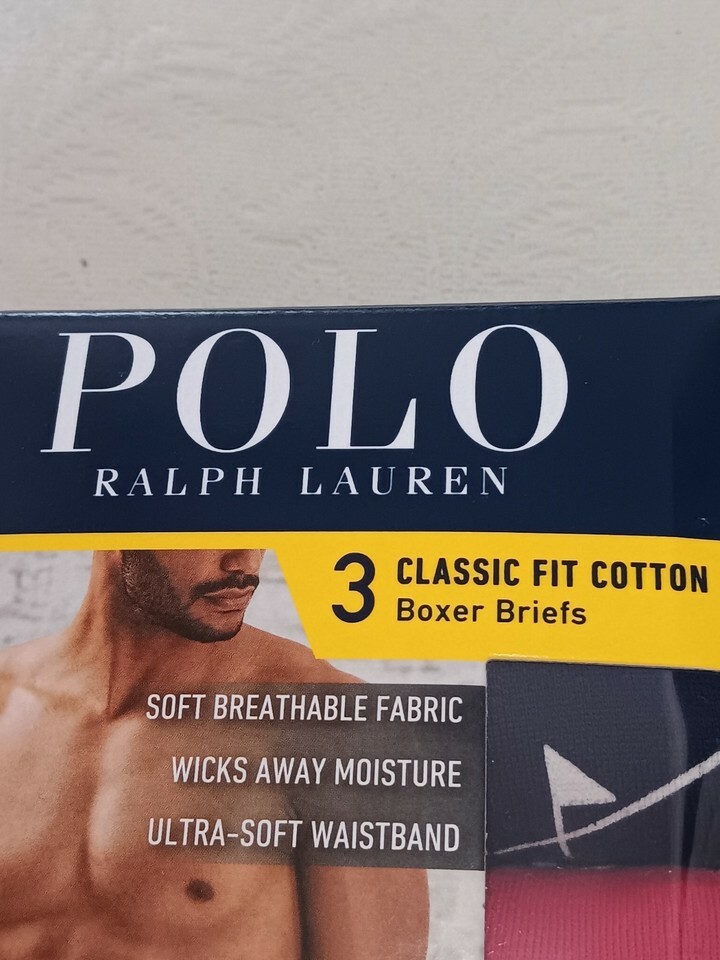 POLO
RALPH LAUREN
3 CLASSIC FIT COTTON
Boxer Briefs
SOFT BREATHABLE FABRIC
WICKS AWAY MOISTURE
ULTRA-SOFT WAISTBAND